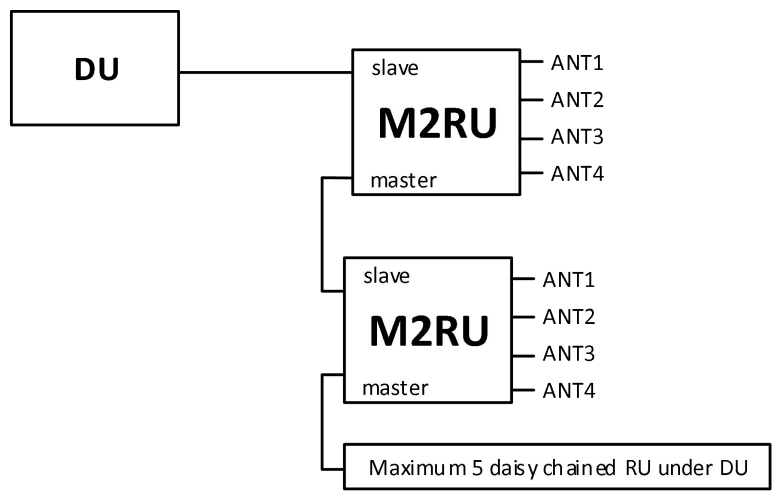 DU
slave
M2RU
master
ANT1
ANT2
ANT3
ANT4
slave
M2RU
master
ANT1
ANT2
ANT3
ANT4
Maximum 5 daisy chained RU under DU